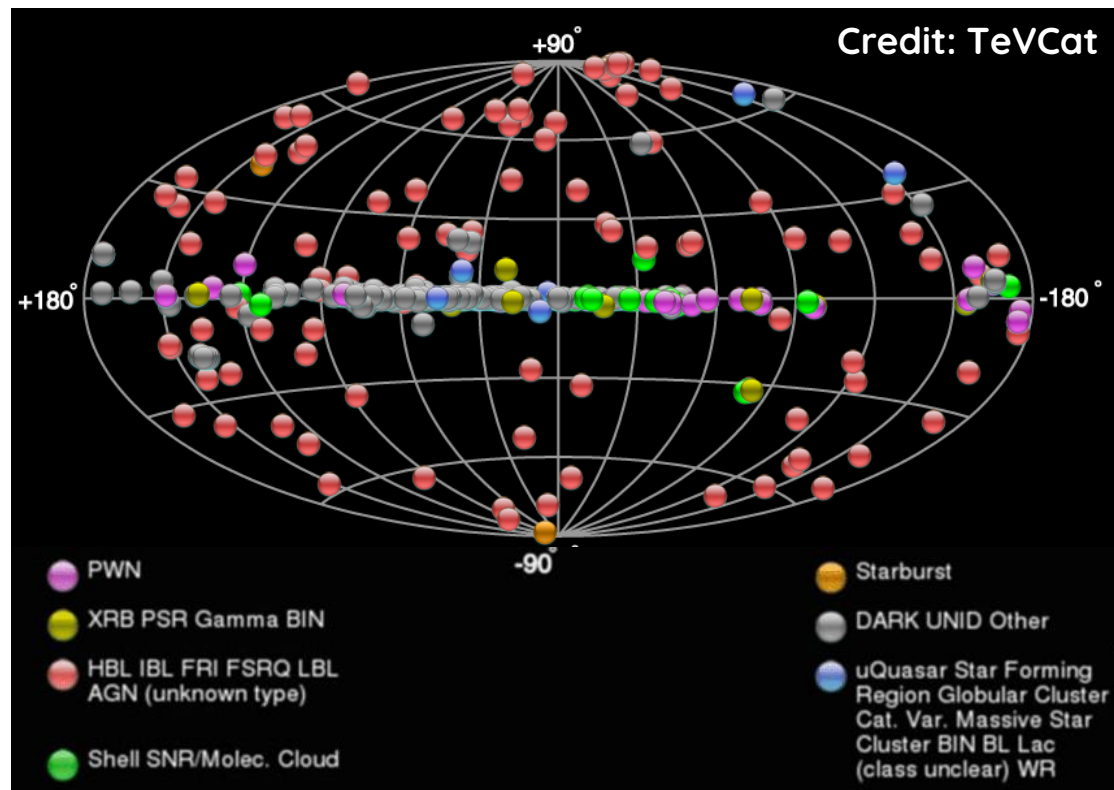 Credit: TeVCat
+90°
+180°
-180°
-90°
PWN
XRB PSR Gamma BIN
HBL IBL FRI FSRQ LBL
AGN (unknown type)
Shell SNR/Molec. Cloud
Starburst
DARK UNID Other
uQuasar Star Forming
Region Globular Cluster
Cat. Var. Massive Star
Cluster BIN BL Lac
(class unclear) WR